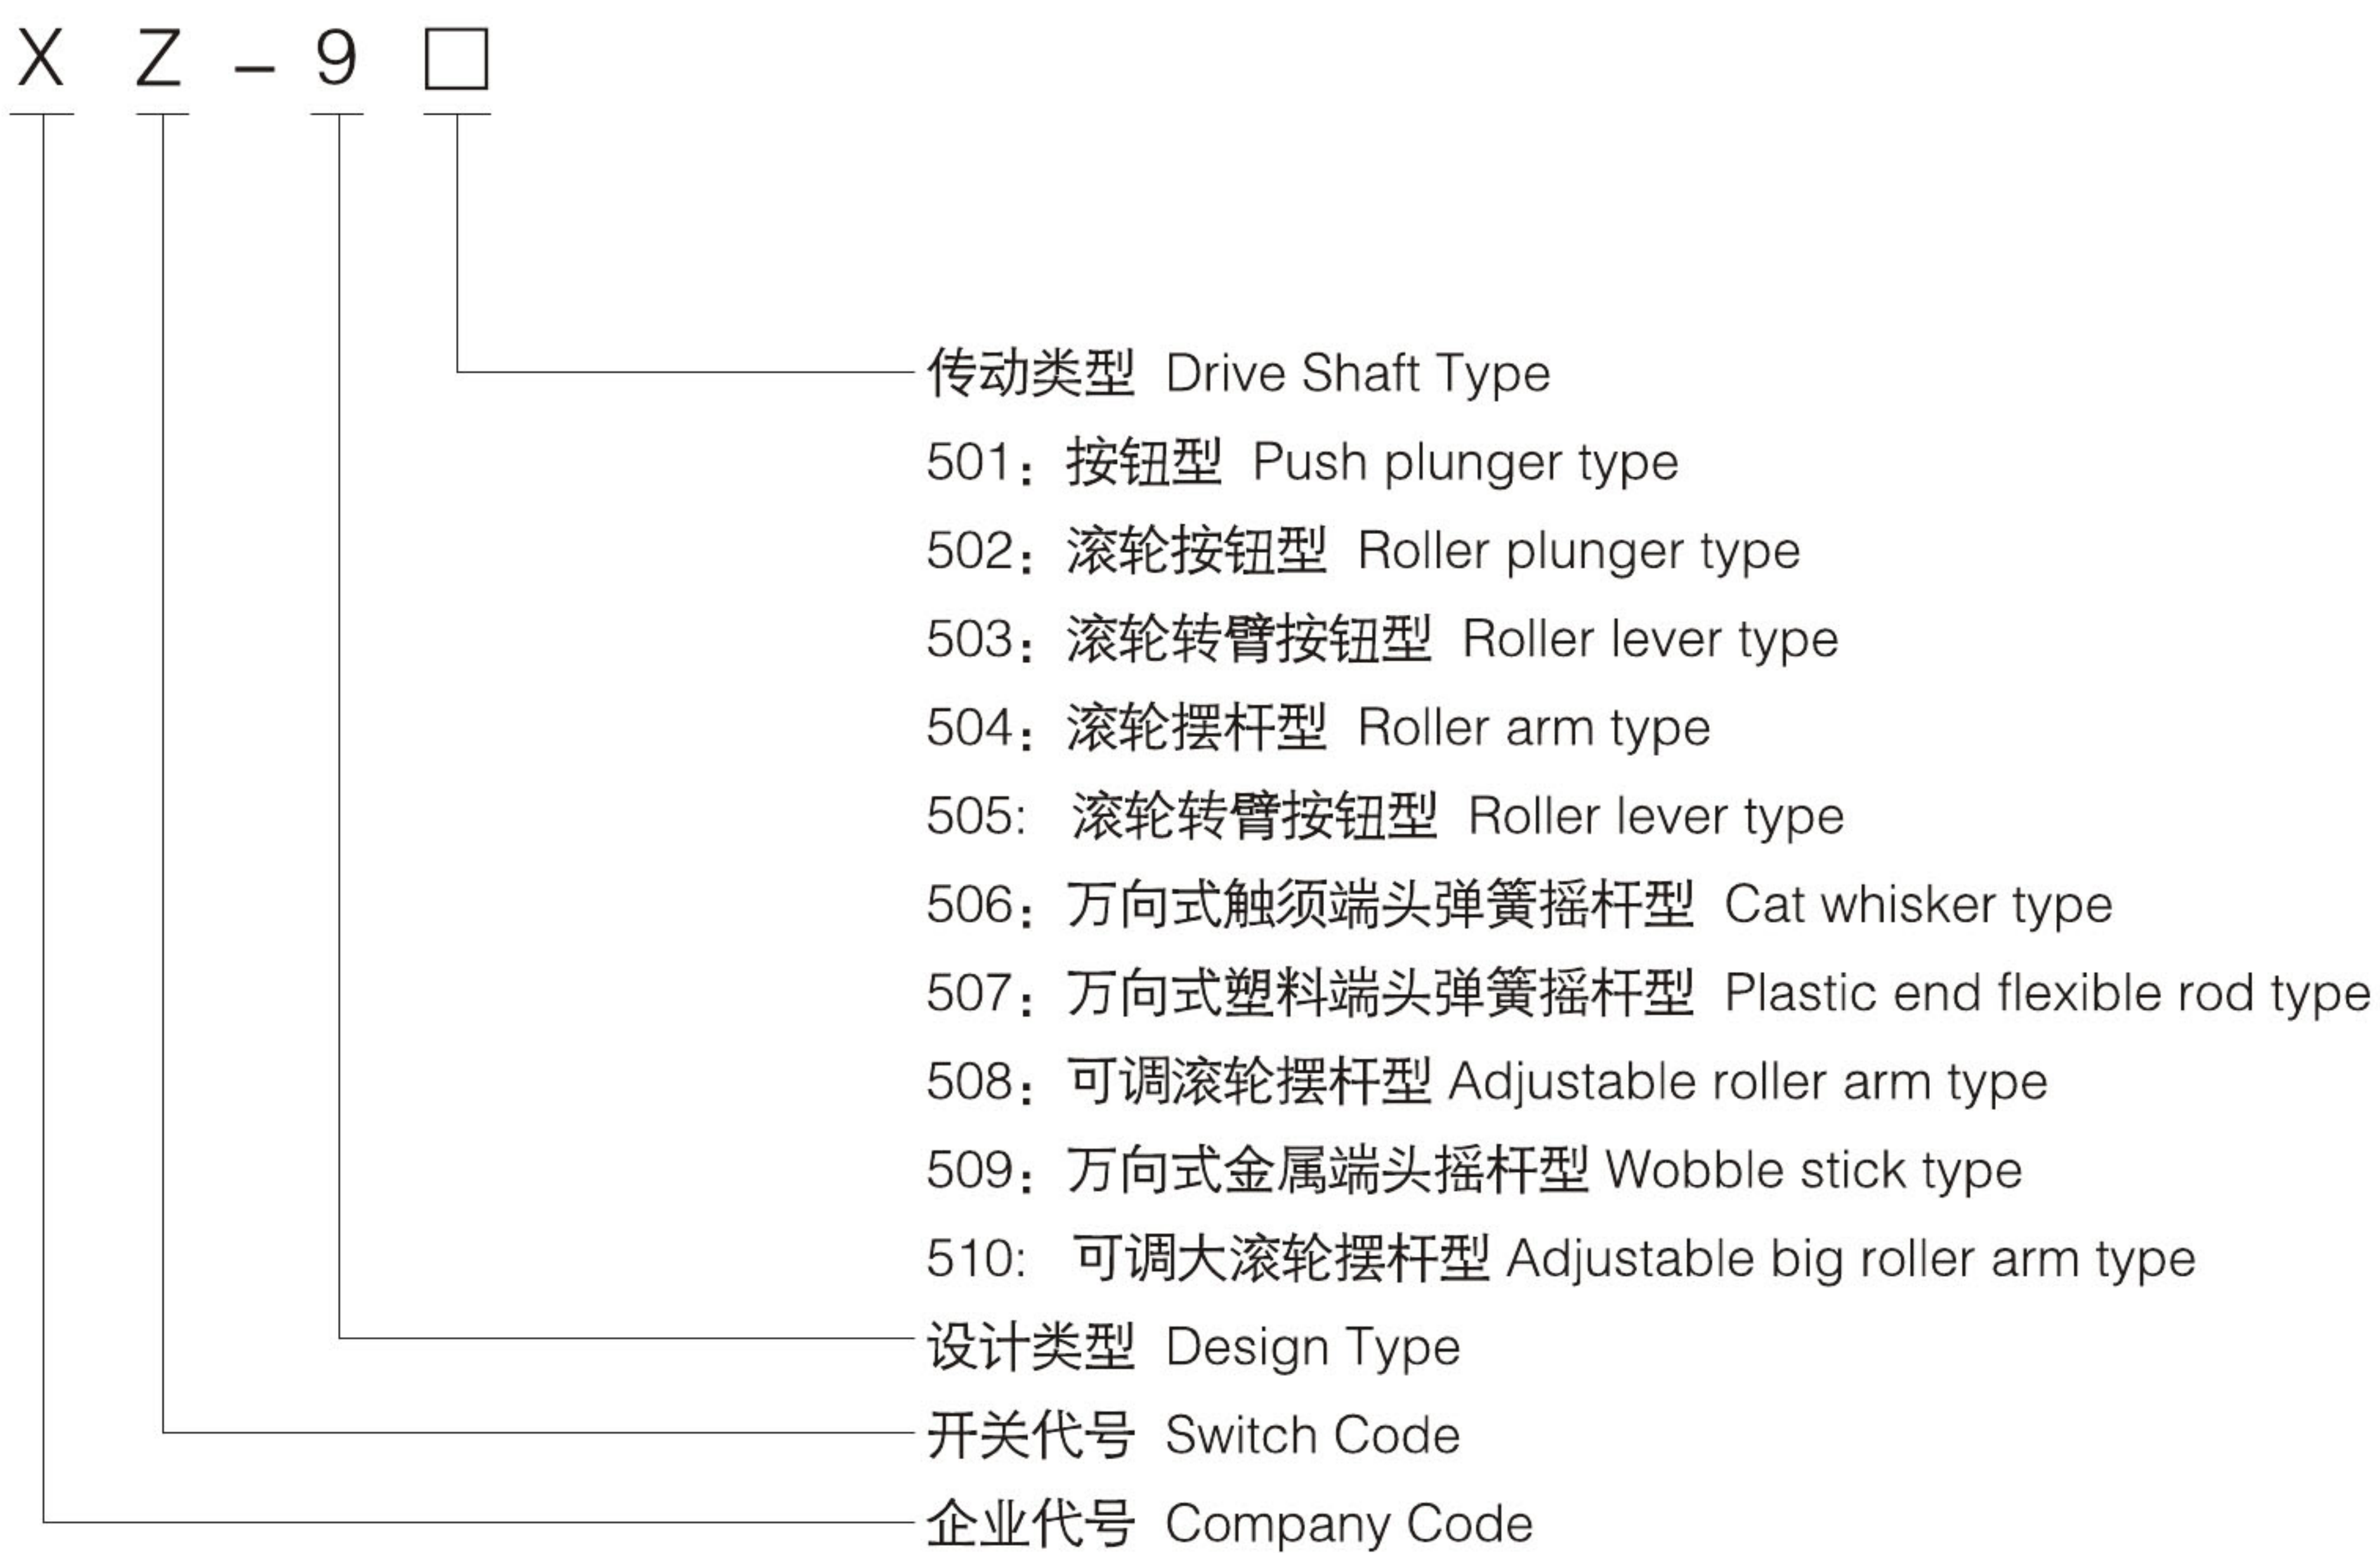 X Z – 9 □
传动类型 Drive Shaft Type
501：按钮型 Push plunger type
502：滚轮按钮型 Roller plunger type
503：滚轮转臂按钮型 Roller lever type
504：滚轮摆杆型 Roller arm type
505: 滚轮转臂按钮型 Roller lever type
506：万向式触须端头弹簧摇杆型 Cat whisker type
507：万向式塑料端头弹簧摇杆型 Plastic end flexible rod type
508：可调滚轮摆杆型 Adjustable roller arm type
509：万向式金属端头摇杆型 Wobble stick type
510: 可调大滚轮摆杆型 Adjustable big roller arm type
设计类型 Design Type
开关代号 Switch Code
企业代号 Company Code